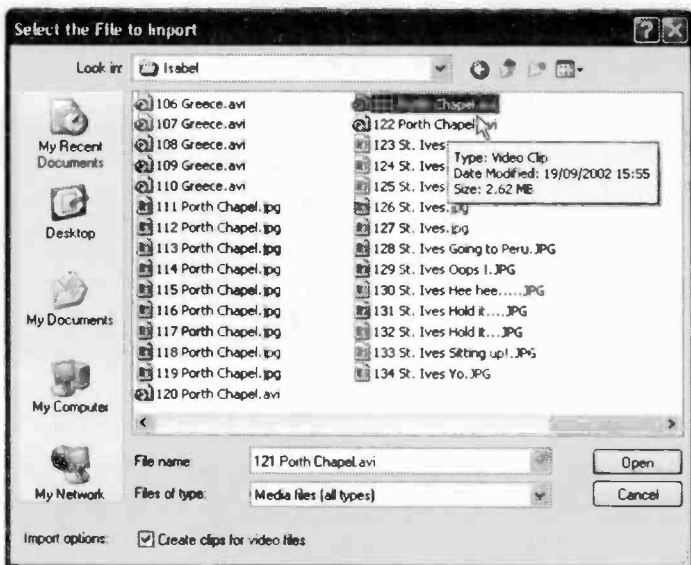 Select the File to Import
Look in:
Isabel
My Recent Documents
Desktop
My Documents
My Computer
My Network
106 Greece.avi
107 Greece.avi
108 Greece.avi
109 Greece.avi
110 Greece.avi
111 Porth Chapel.jpg
112 Porth Chapel.jpg
113 Porth Chapel.jpg
114 Porth Chapel.jpg
115 Porth Chapel.jpg
116 Porth Chapel.jpg
117 Porth Chapel.jpg
118 Porth Chapel.jpg
119 Porth Chapel.jpg
120 Porth Chapel.avi
Chapel
122 Porth Chapel.avi
123 St. Ives
124 St. Ives
125 St. Ives
126 St. Ives.jpg
127 St. Ives.jpg
128 St. Ives Going to Peru.JPG
129 St. Ives Oops !.JPG
130 St. Ives Hee hee.....JPG
131 St. Ives Hold it....JPG
132 St. Ives Hold it...JPG
133 St. Ives Sitting up!.JPG
134 St. Ives Yo.JPG
Type: Video Clip
Date Modified: 19/09/2002 15:55
Size: 2.62 MB
File name:
121 Porth Chapel.avi
Open
Files of type:
Media files (all types)
Cancel
Import options:
Create clips for video files